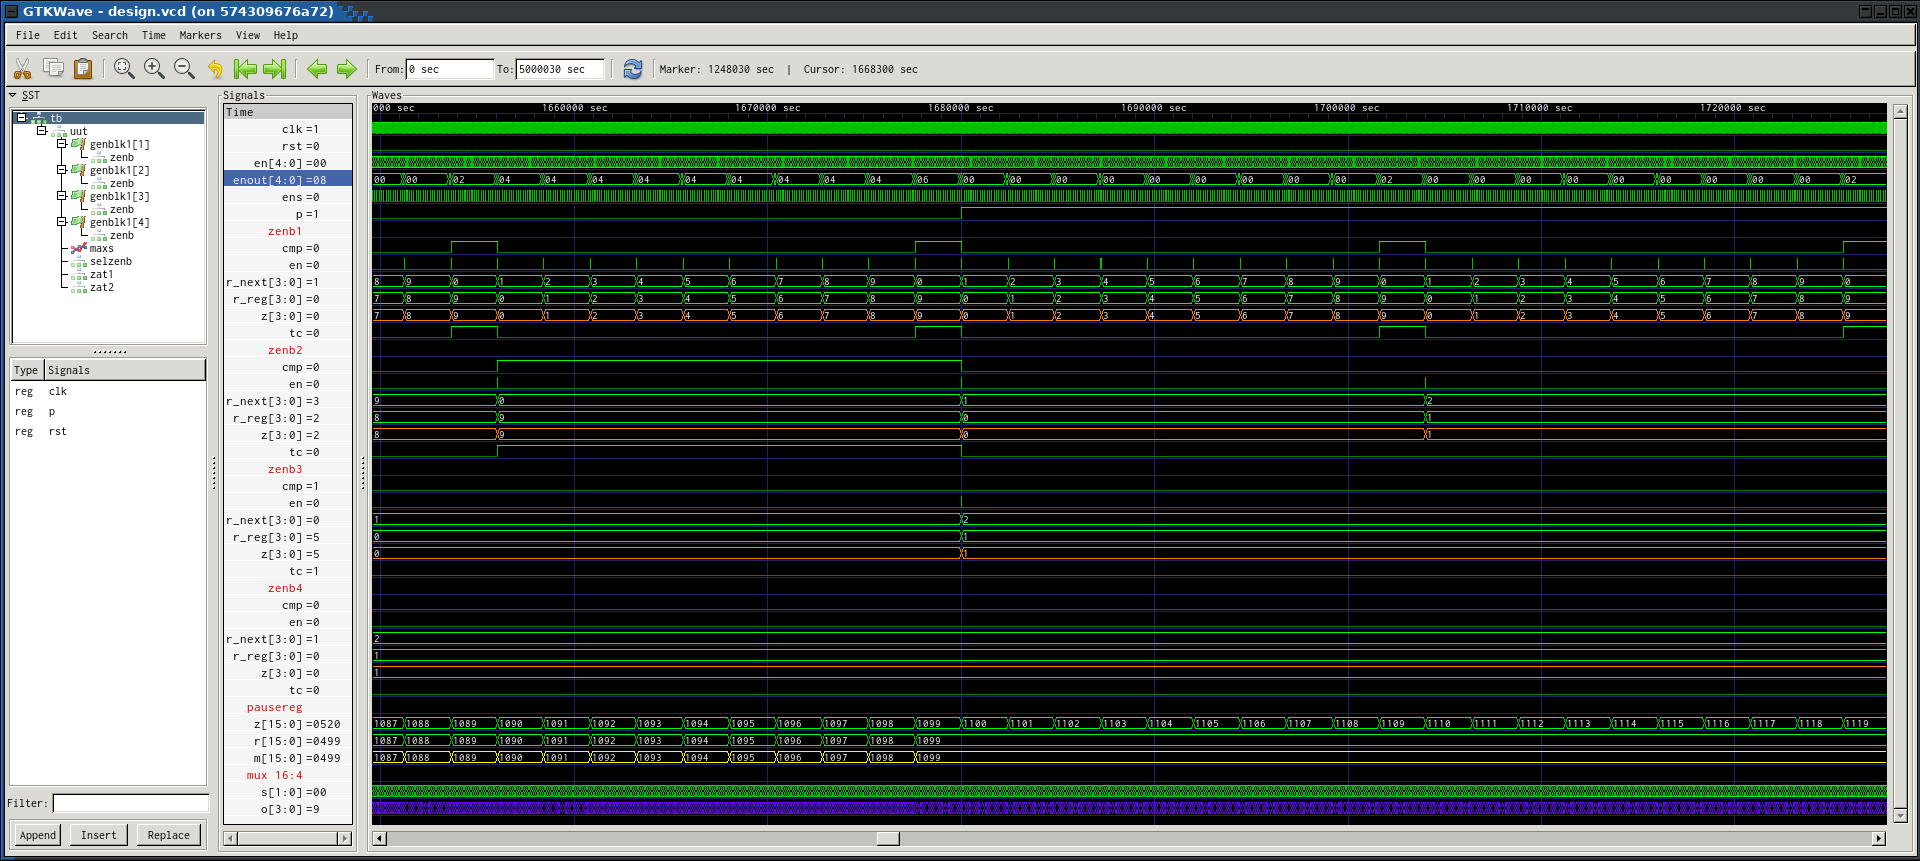 GTKWave - design.vcd (on 574309676a72)
File Edit Search Time Markers View Help
From: 0 sec To: 5000030 sec Marker: 1248030 sec | Cursor: 1668300 sec
SST
tb
uut
genblk1[1]
zenb
genblk1[2]
zenb
genblk1[3]
zenb
genblk1[4]
zenb
maxs
selzenb
zat1
zat2
Type Signals
reg clk
reg p
reg rst
Filter:
Append Insert Replace
Signals
Time
clk =1
rst =0
en[4:0] =00
enout[4:0] =08
ens =0
p =1
zenb1
cmp =0
en =0
r_next[3:0] =1
r_reg[3:0] =0
z[3:0] =0
tc =0
zenb2
cmp =0
en =0
r_next[3:0] =3
r_reg[3:0] =2
z[3:0] =2
tc =0
zenb3
cmp =1
en =0
r_next[3:0] =0
r_reg[3:0] =5
z[3:0] =5
tc =1
zenb4
cmp =0
en =0
r_next[3:0] =1
r_reg[3:0] =0
z[3:0] =0
tc =0
pausereg
z[15:0] =0520
r[15:0] =0499
m[15:0] =0499
mux 16:4
s[1:0] =00
o[3:0] =9
Waves
000 sec 1660000 sec 1670000 sec 1680000 sec 1690000 sec 1700000 sec 1710000 sec 1720000 sec
00 00 02 04 04 04 04 04 04 04 04 04 06 00 00 00 00 00 00 00 00 00 02 00 00 00 00 00 00 00 00 00 02
8 9 0 1 2 3 4 5 6 7 8 9 0 1 2 3 4 5 6 7 8 9 0 1 2 3 4 5 6 7 8 9 0
7 8 9 0 1 2 3 4 5 6 7 8 9 0 1 2 3 4 5 6 7 8 9 0 1 2 3 4 5 6 7 8 9
7 8 9 0 1 2 3 4 5 6 7 8 9 0 1 2 3 4 5 6 7 8 9 0 1 2 3 4 5 6 7 8 9
9 0 1 2
8 9 0 1
8 9 0 1
1 2
0 1
0 1
2
1
1
1087 1088 1089 1090 1091 1092 1093 1094 1095 1096 1097 1098 1099 1100 1101 1102 1103 1104 1105 1106 1107 1108 1109 1110 1111 1112 1113 1114 1115 1116 1117 1118 1119
1087 1088 1089 1090 1091 1092 1093 1094 1095 1096 1097 1098 1099
1087 1088 1089 1090 1091 1092 1093 1094 1095 1096 1097 1098 1099